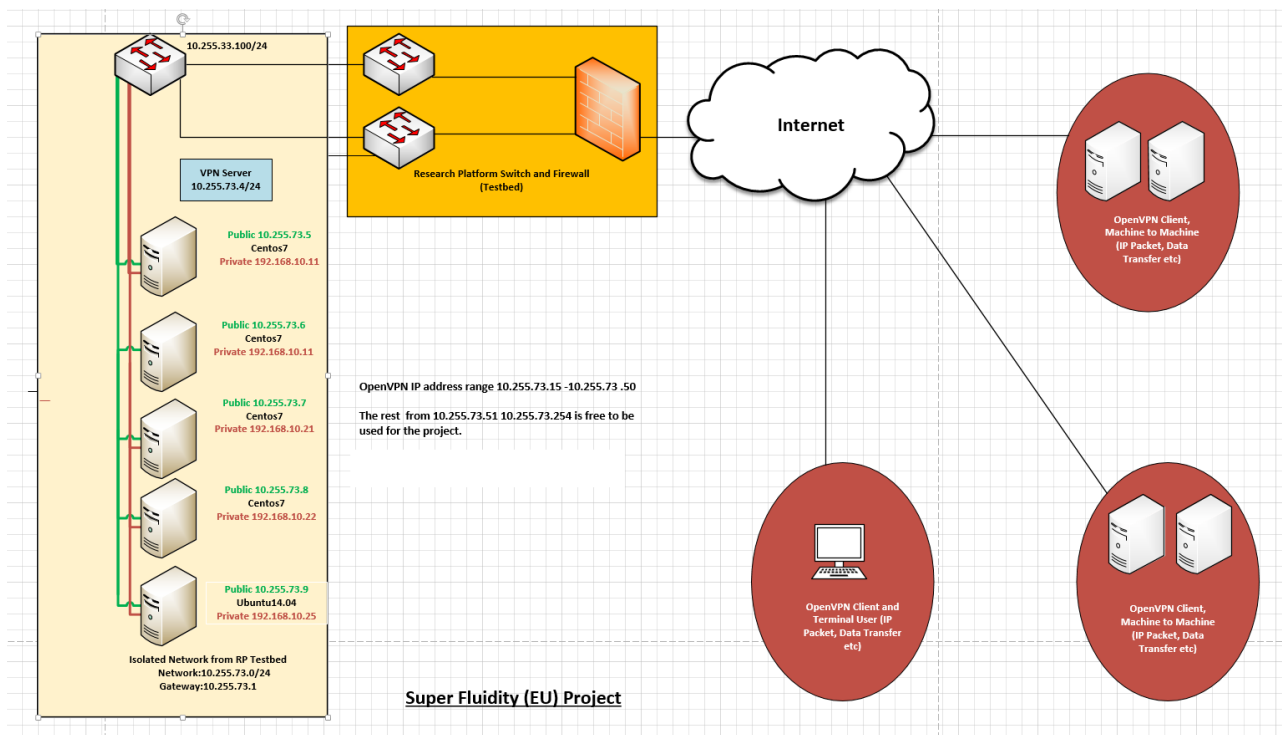 10.255.33.100/24
VPN Server
10.255.73.4/24
Public 10.255.73.5
Centos7
Private 192.168.10.11
Public 10.255.73.6
Centos7
Private 192.168.10.11
Public 10.255.73.7
Centos7
Private 192.168.10.21
Public 10.255.73.8
Centos7
Private 192.168.10.22
Public 10.255.73.9
Ubuntu14.04
Private 192.168.10.25
Isolated Network from RP Testbed
Network:10.255.73.0/24
Gateway:10.255.73.1
Research Platform Switch and Firewall
(Testbed)
Internet
OpenVPN Client,
Machine to Machine
(IP Packet, Data
Transfer etc)
OpenVPN IP address range 10.255.73.15 -10.255.73 .50
The rest from 10.255.73.51 10.255.73.254 is free to be
used for the project.
OpenVPN Client and
Terminal User (IP
Packet, Data Transfer
etc)
OpenVPN Client,
Machine to Machine
(IP Packet, Data
Transfer etc)
Super Fluidity (EU) Project